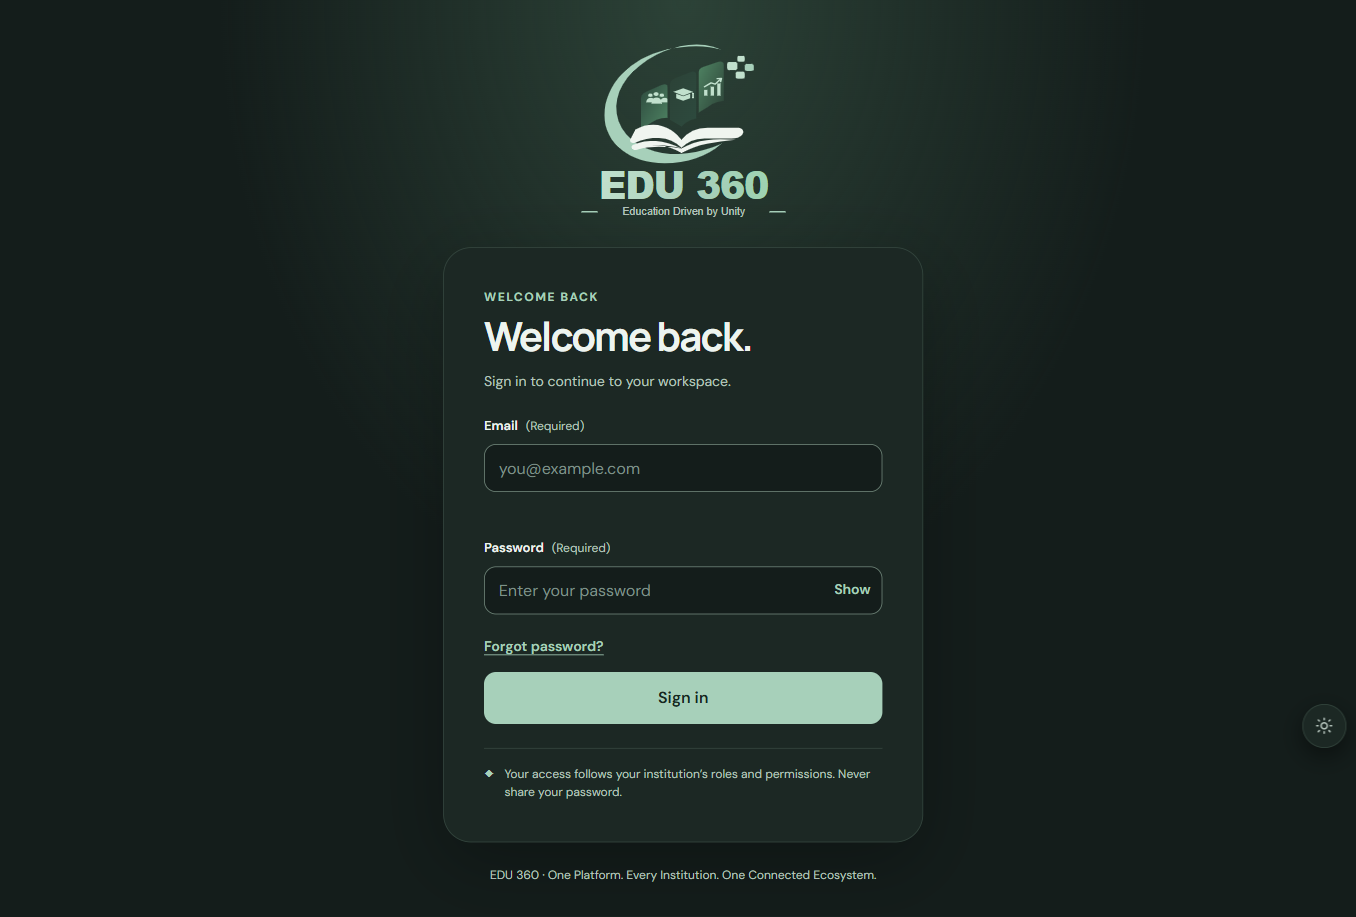 EDU 360
Education Driven by Unity
WELCOME BACK
Welcome back.
Sign in to continue to your workspace.
Email (Required)
you@example.com
Password (Required)
Enter your password Show
Forgot password?
Sign in
Your access follows your institution’s roles and permissions. Never
share your password.
EDU 360 · One Platform. Every Institution. One Connected Ecosystem.